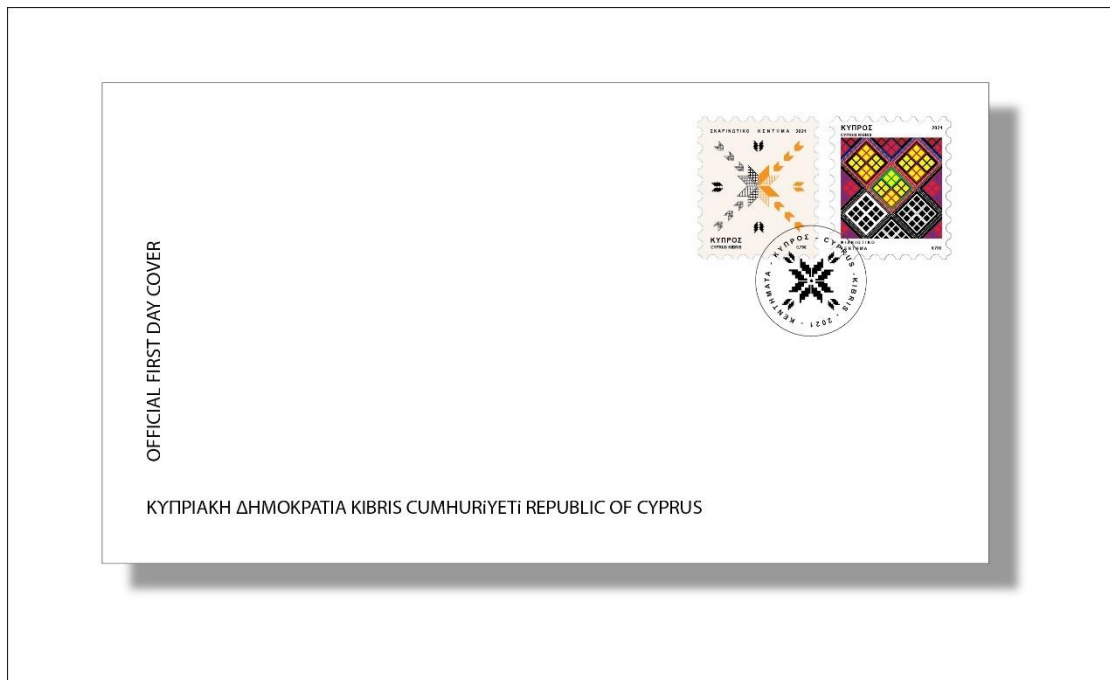 ΣΚΑΡΙΝΩΤΙΚΟ ΚΕΝΤΗΜΑ 2021
ΚΥΠΡΟΣ
CYPRUS KIBRIS
ΚΥΠΡΟΣ 2021
CYPRUS KIBRIS
ΚΕΝΤΗΜΑΤΑ - ΚΥΠΡΟΣ - CYPRUS - KIBRIS - 2021
OFFICIAL FIRST DAY COVER
ΚΥΠΡΙΑΚΗ ΔΗΜΟΚΡΑΤΙΑ KIBRIS CUMHURiYETi REPUBLIC OF CYPRUS